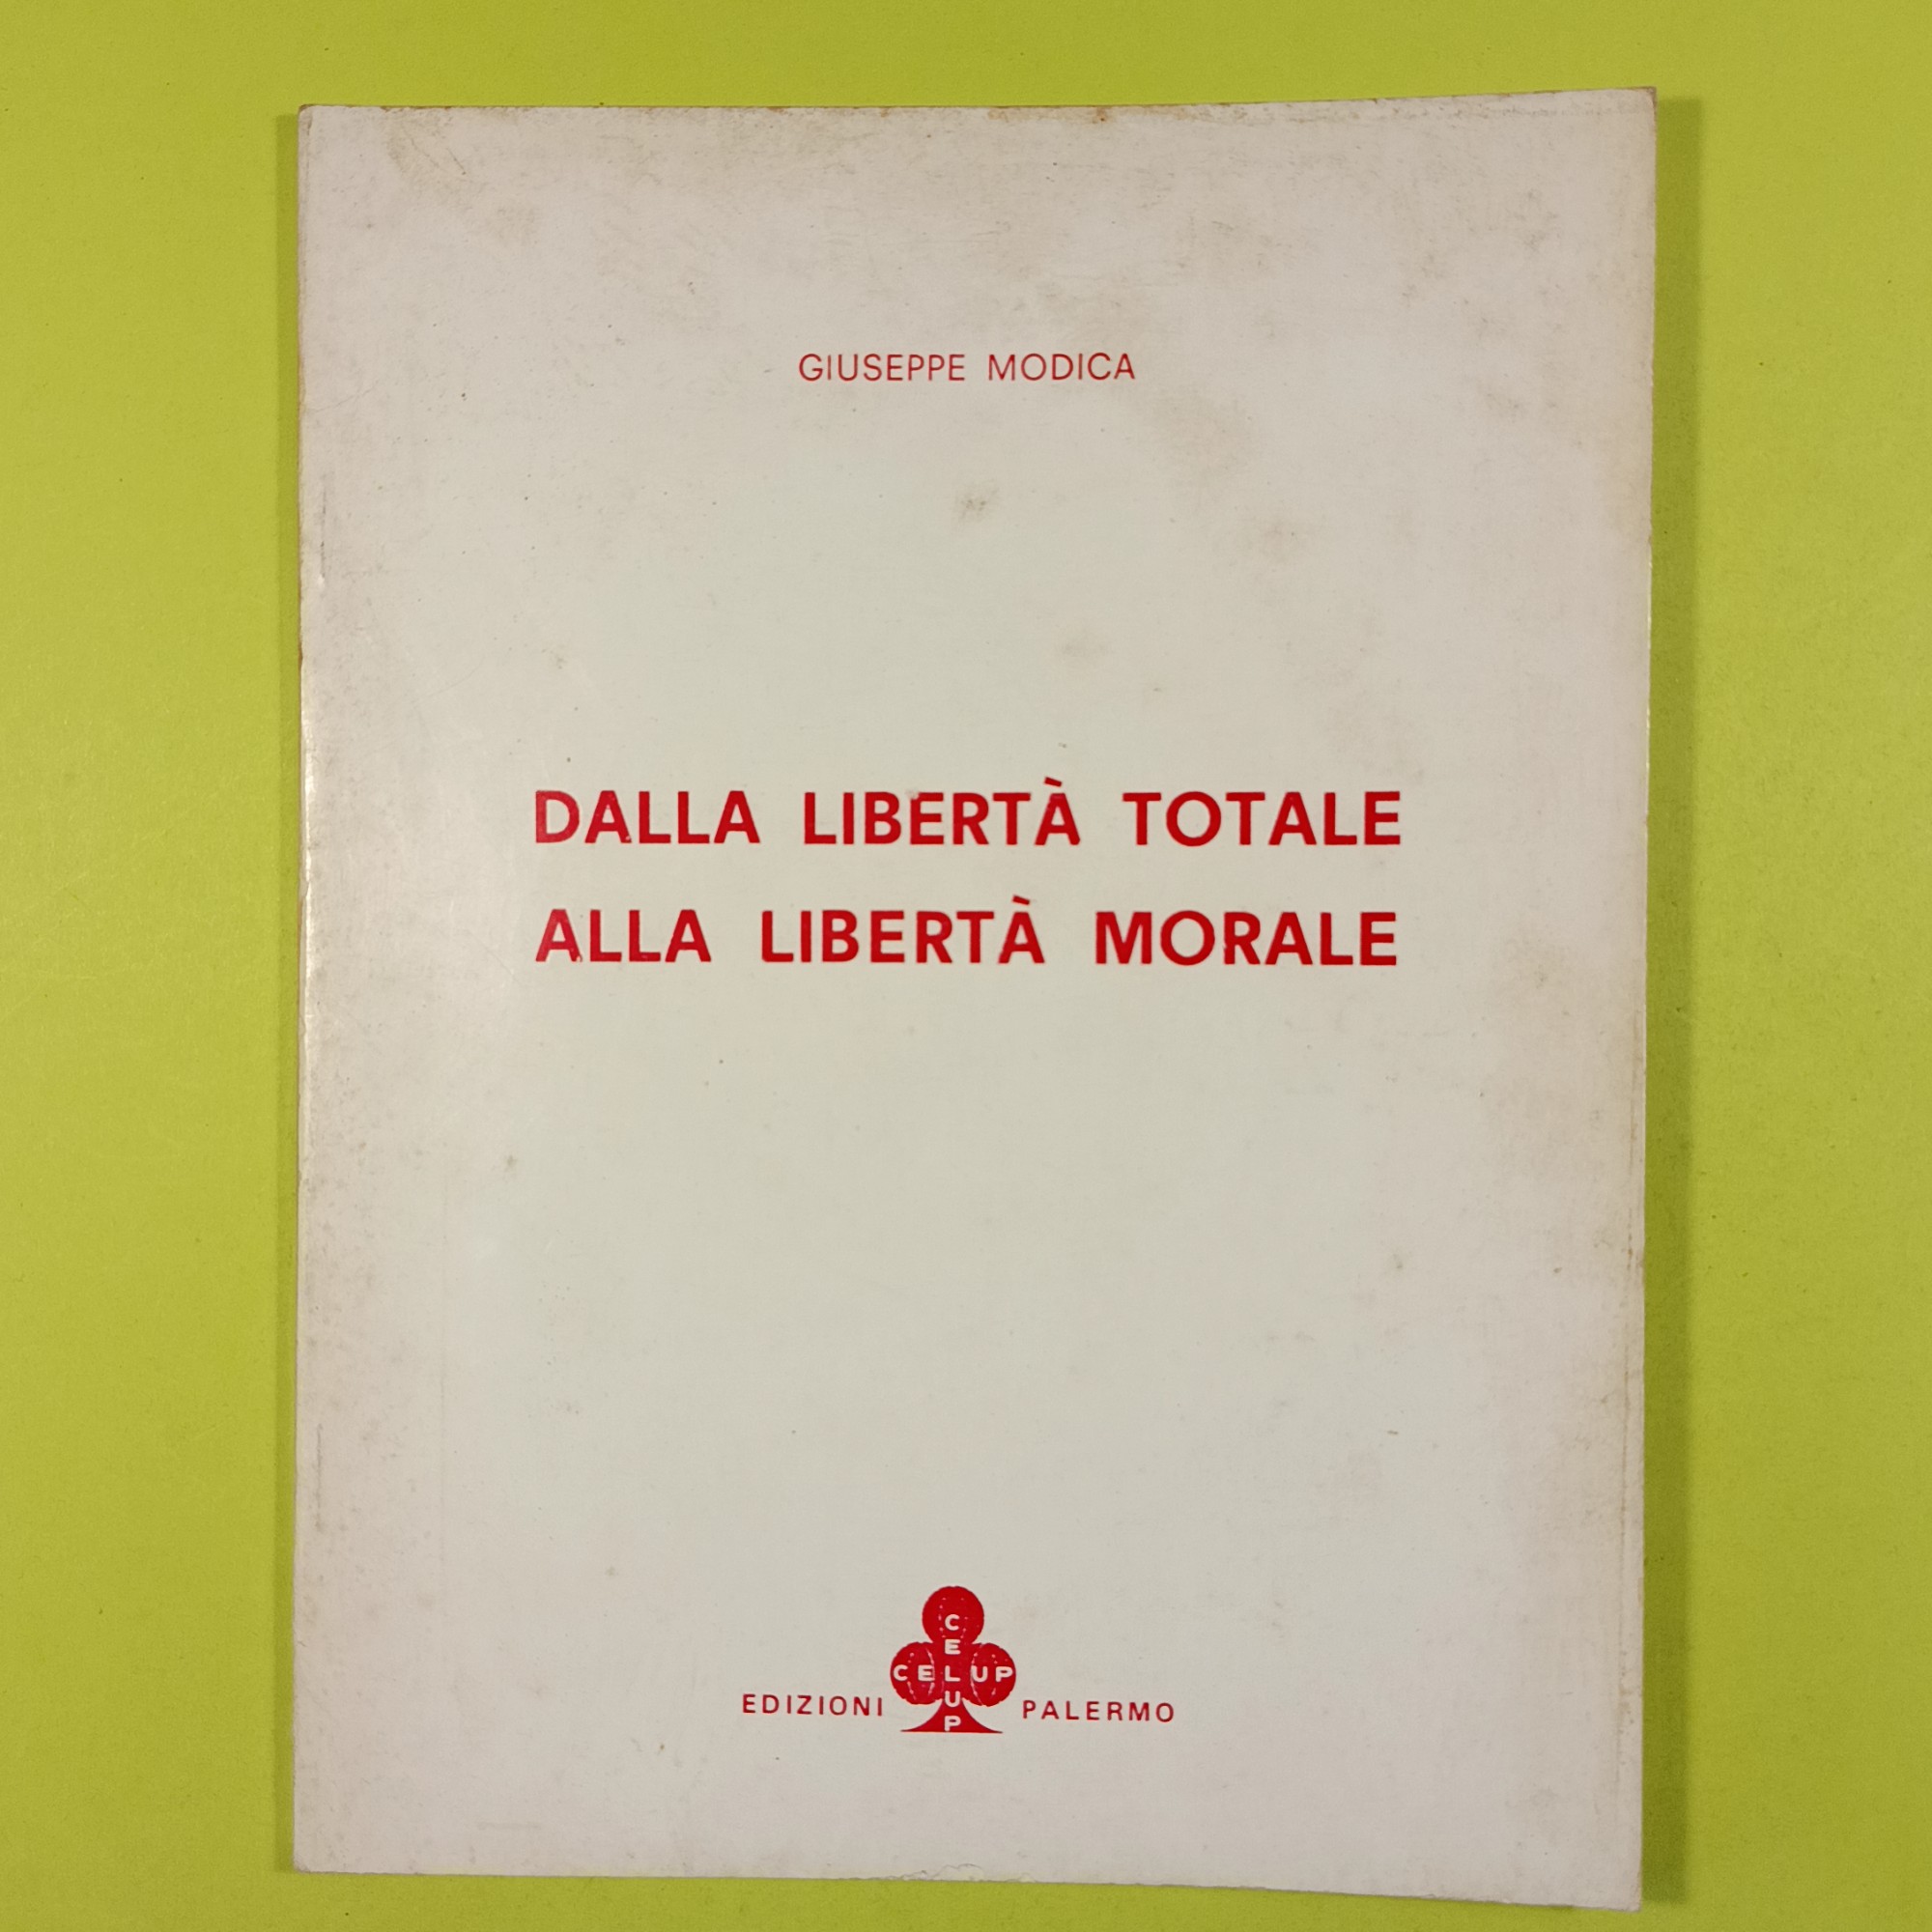 GIUSEPPE MODICA
DALLA LIBERTÀ TOTALE
ALLA LIBERTÀ MORALE
CELUP
CELUP
EDIZIONI PALERMO